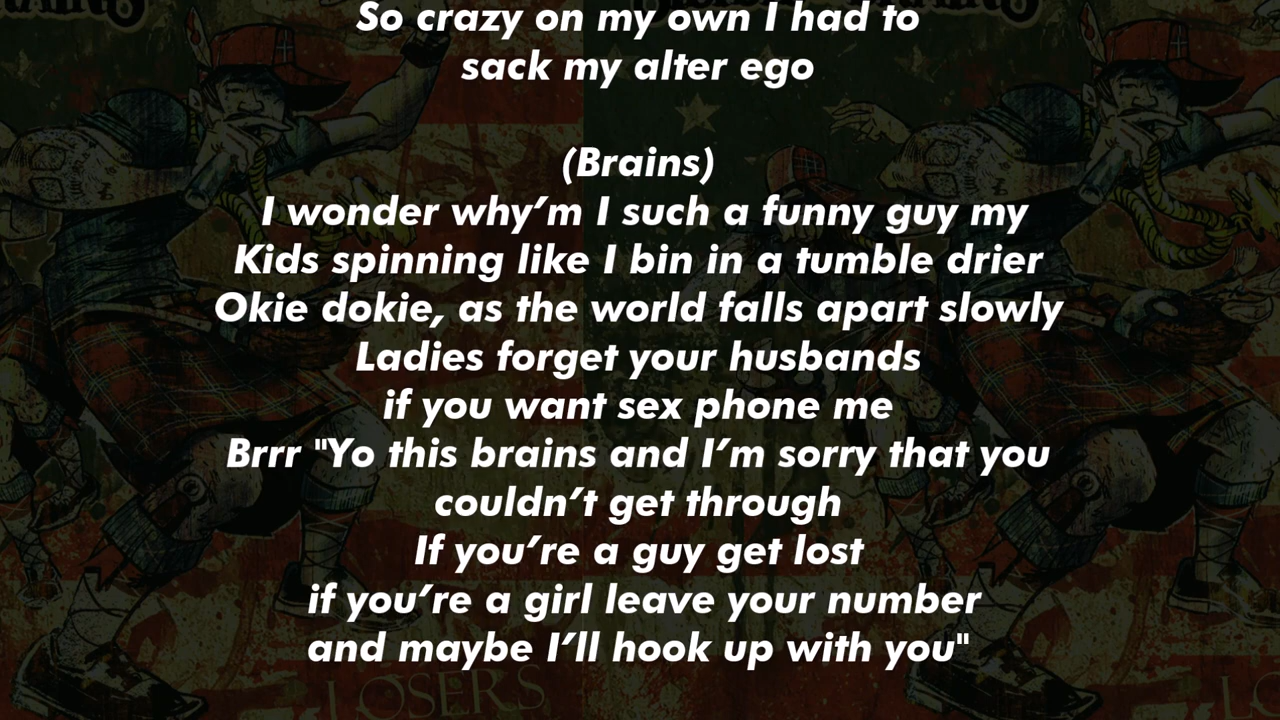 So crazy on my own I had to
sack my alter ego
(Brains)
I wonder why'm I such a funny guy my
Kids spinning like I bin in a tumble drier
Okie dokie, as the world falls apart slowly
Ladies forget your husbands
if you want sex phone me
Brrr "Yo this brains and I'm sorry that you
couldn't get through
If you're a guy get lost
if you're a girl leave your number
and maybe I'll hook up with you"
LOSERS